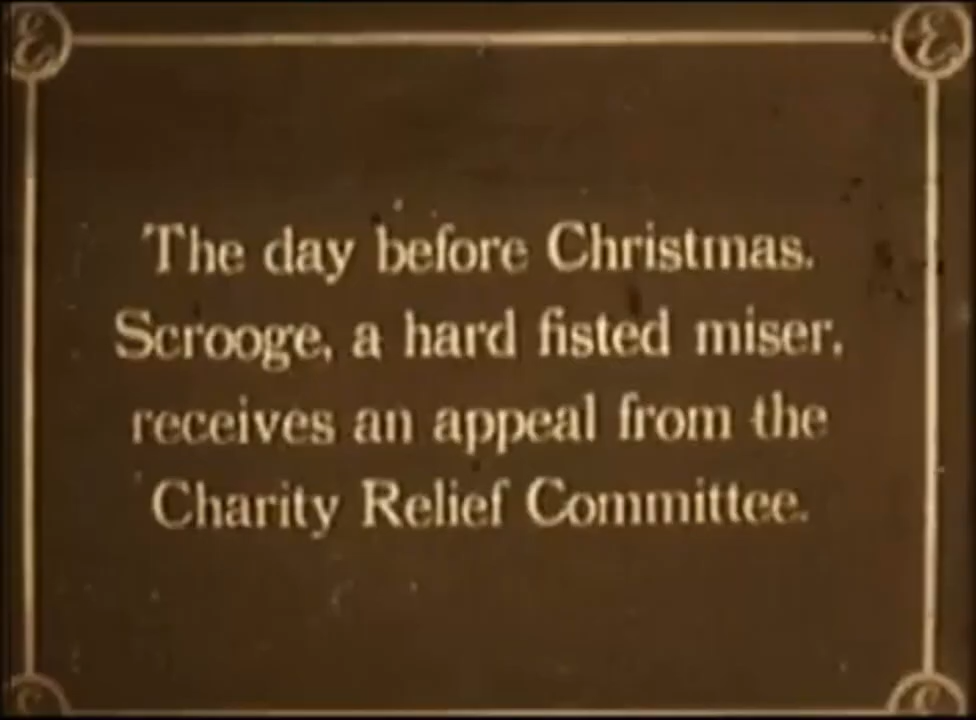 E E
The day before Christmas.
Scrooge, a hard fisted miser,
receives an appeal from the
Charity Relief Committee.
E E